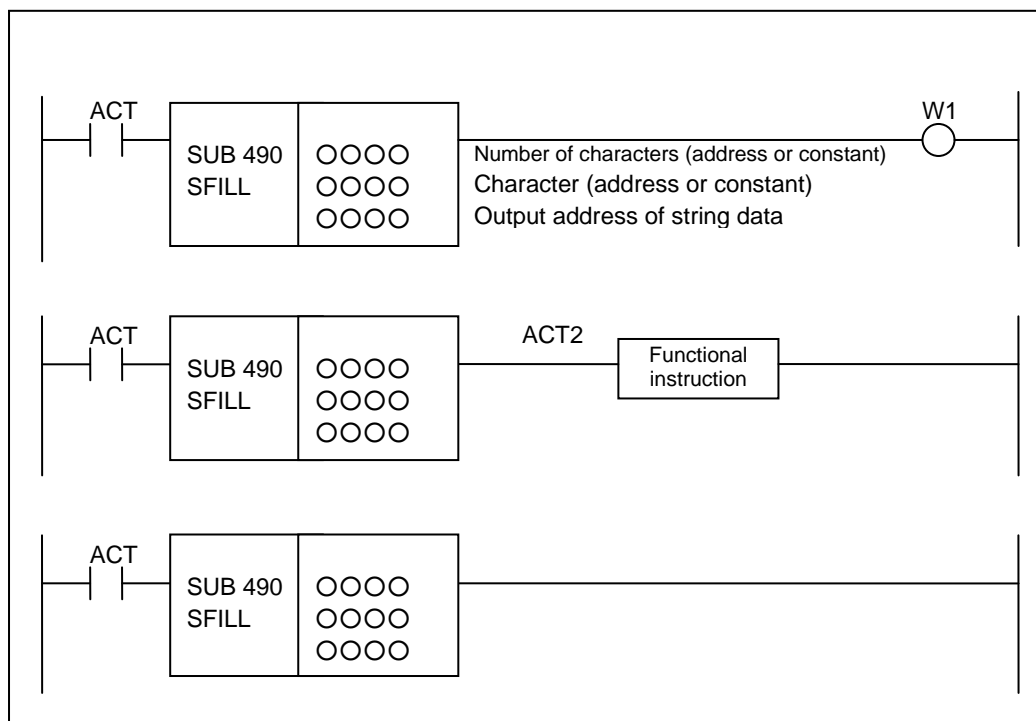 ACT
W1
SUB 490 ○○○○ Number of characters (address or constant)
SFILL ○○○○ Character (address or constant)
○○○○ Output address of string data
ACT
ACT2
SUB 490 ○○○○ Functional
SFILL ○○○○ instruction
○○○○
ACT
SUB 490 ○○○○
SFILL ○○○○
○○○○